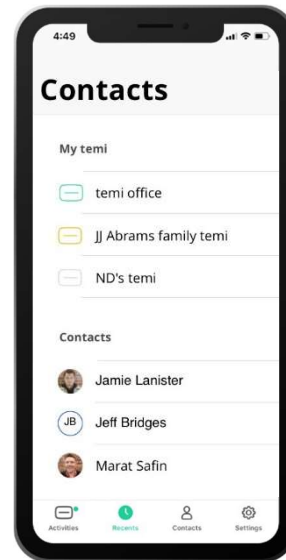 4:49
Contacts
My temi
temi office
JJ Abrams family temi
ND's temi
Contacts
Jamie Lanister
JB Jeff Bridges
Marat Safin
Activities Recents Contacts Settings